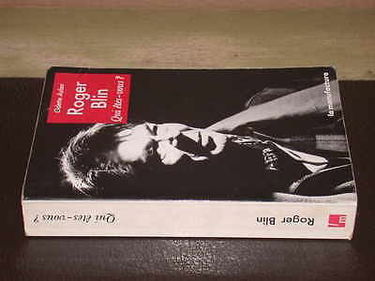 Odette Aslan
Roger
Blin
Qui êtes-vous?
la manufacture
Qui êtes-vous?
Roger Blin